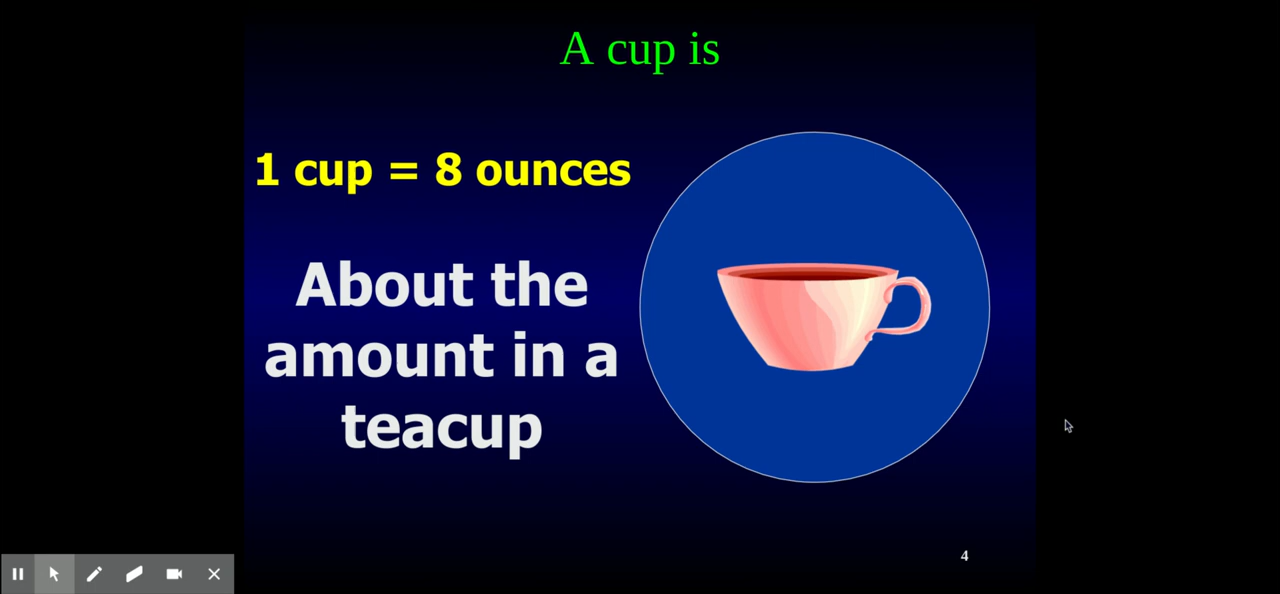 A cup is
1 cup = 8 ounces
About the
amount in a
teacup
4